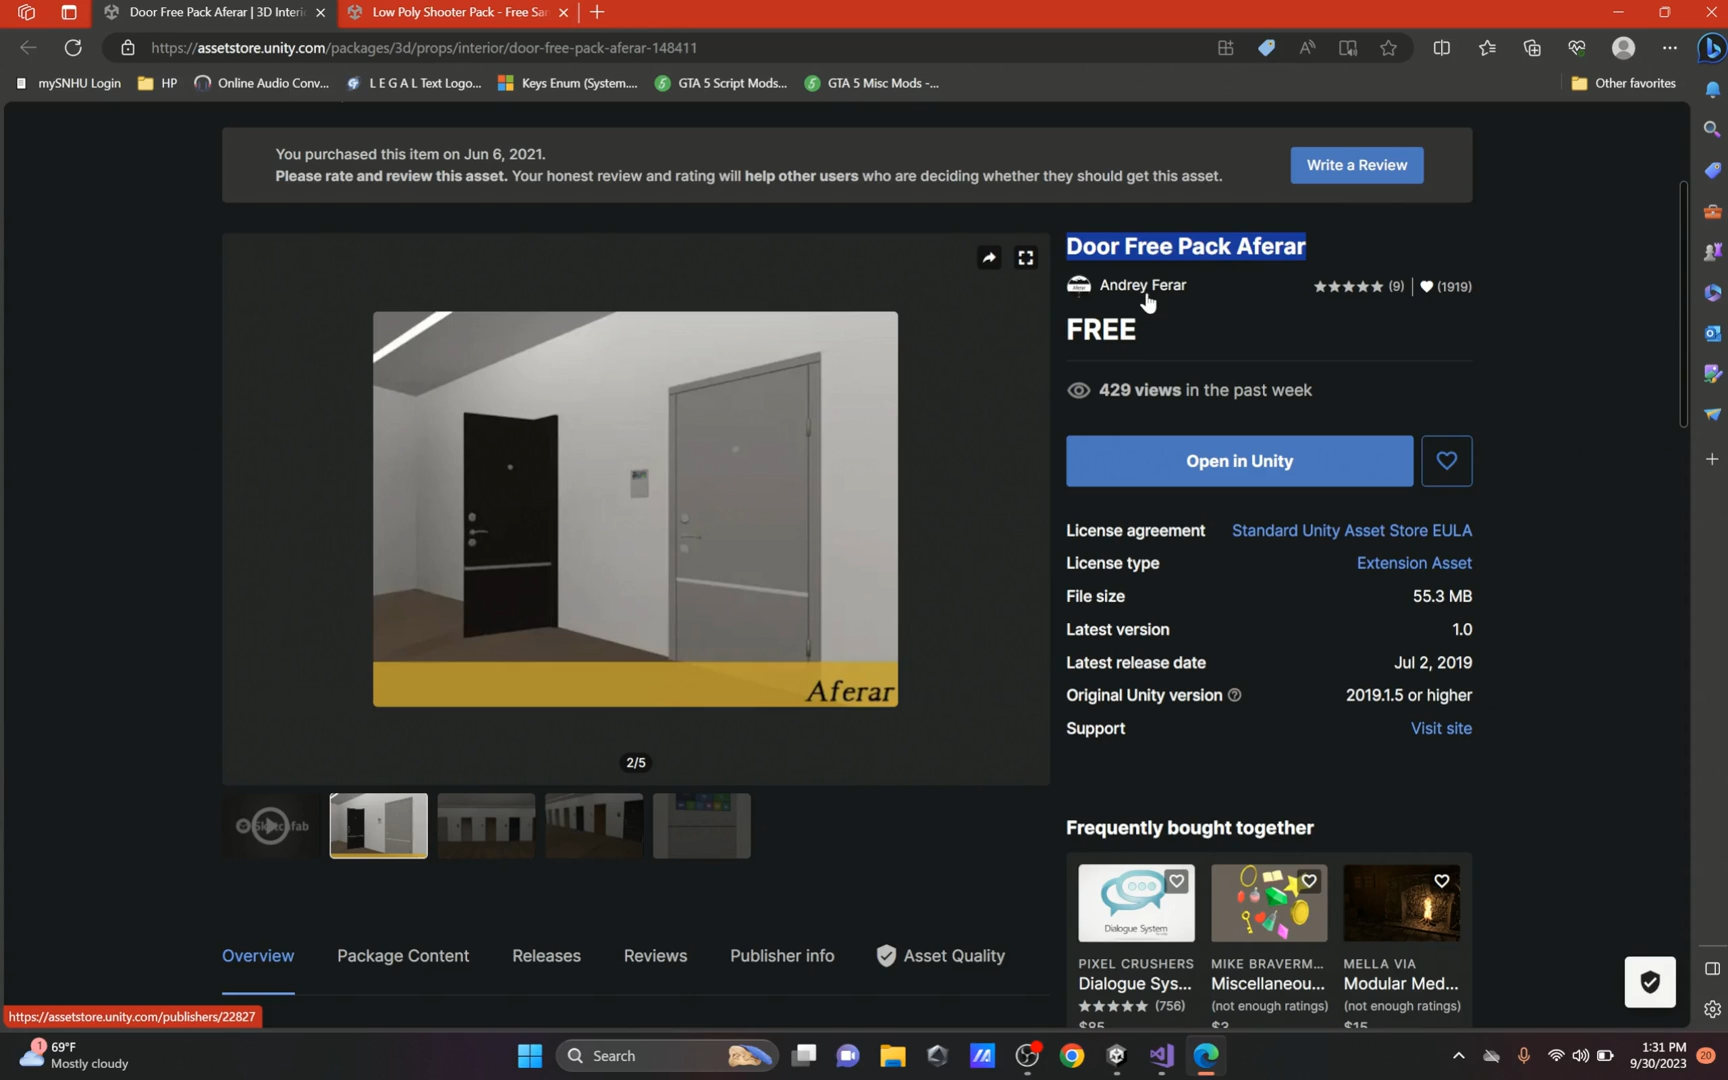 Door Free Pack Aferar | 3D Interi
Low Poly Shooter Pack - Free Sa
https://assetstore.unity.com/packages/3d/props/interior/door-free-pack-aferar-148411
mySNHU Login
HP
Online Audio Conv...
L E G A L Text Logo...
Keys Enum (System....
GTA 5 Script Mods...
GTA 5 Misc Mods -...
Other favorites
You purchased this item on Jun 6, 2021.
Please rate and review this asset. Your honest review and rating will help other users who are deciding whether they should get this asset.
Write a Review
Door Free Pack Aferar
Andrey Ferar
(9)
(1919)
FREE
429 views in the past week
Open in Unity
License agreement Standard Unity Asset Store EULA
License type Extension Asset
File size 55.3 MB
Latest version 1.0
Latest release date Jul 2, 2019
Original Unity version 2019.1.5 or higher
Support Visit site
Aferar
2/5
Frequently bought together
Dialogue System
PIXEL CRUSHERS
Dialogue Sys...
(756)
$85
MIKE BRAVERM...
Miscellaneou...
(not enough ratings)
$3
MELLA VIA
Modular Med...
(not enough ratings)
$15
Overview
Package Content
Releases
Reviews
Publisher info
Asset Quality
https://assetstore.unity.com/publishers/22827
1
69°F
Mostly cloudy
Search
1:31 PM
9/30/2023
20